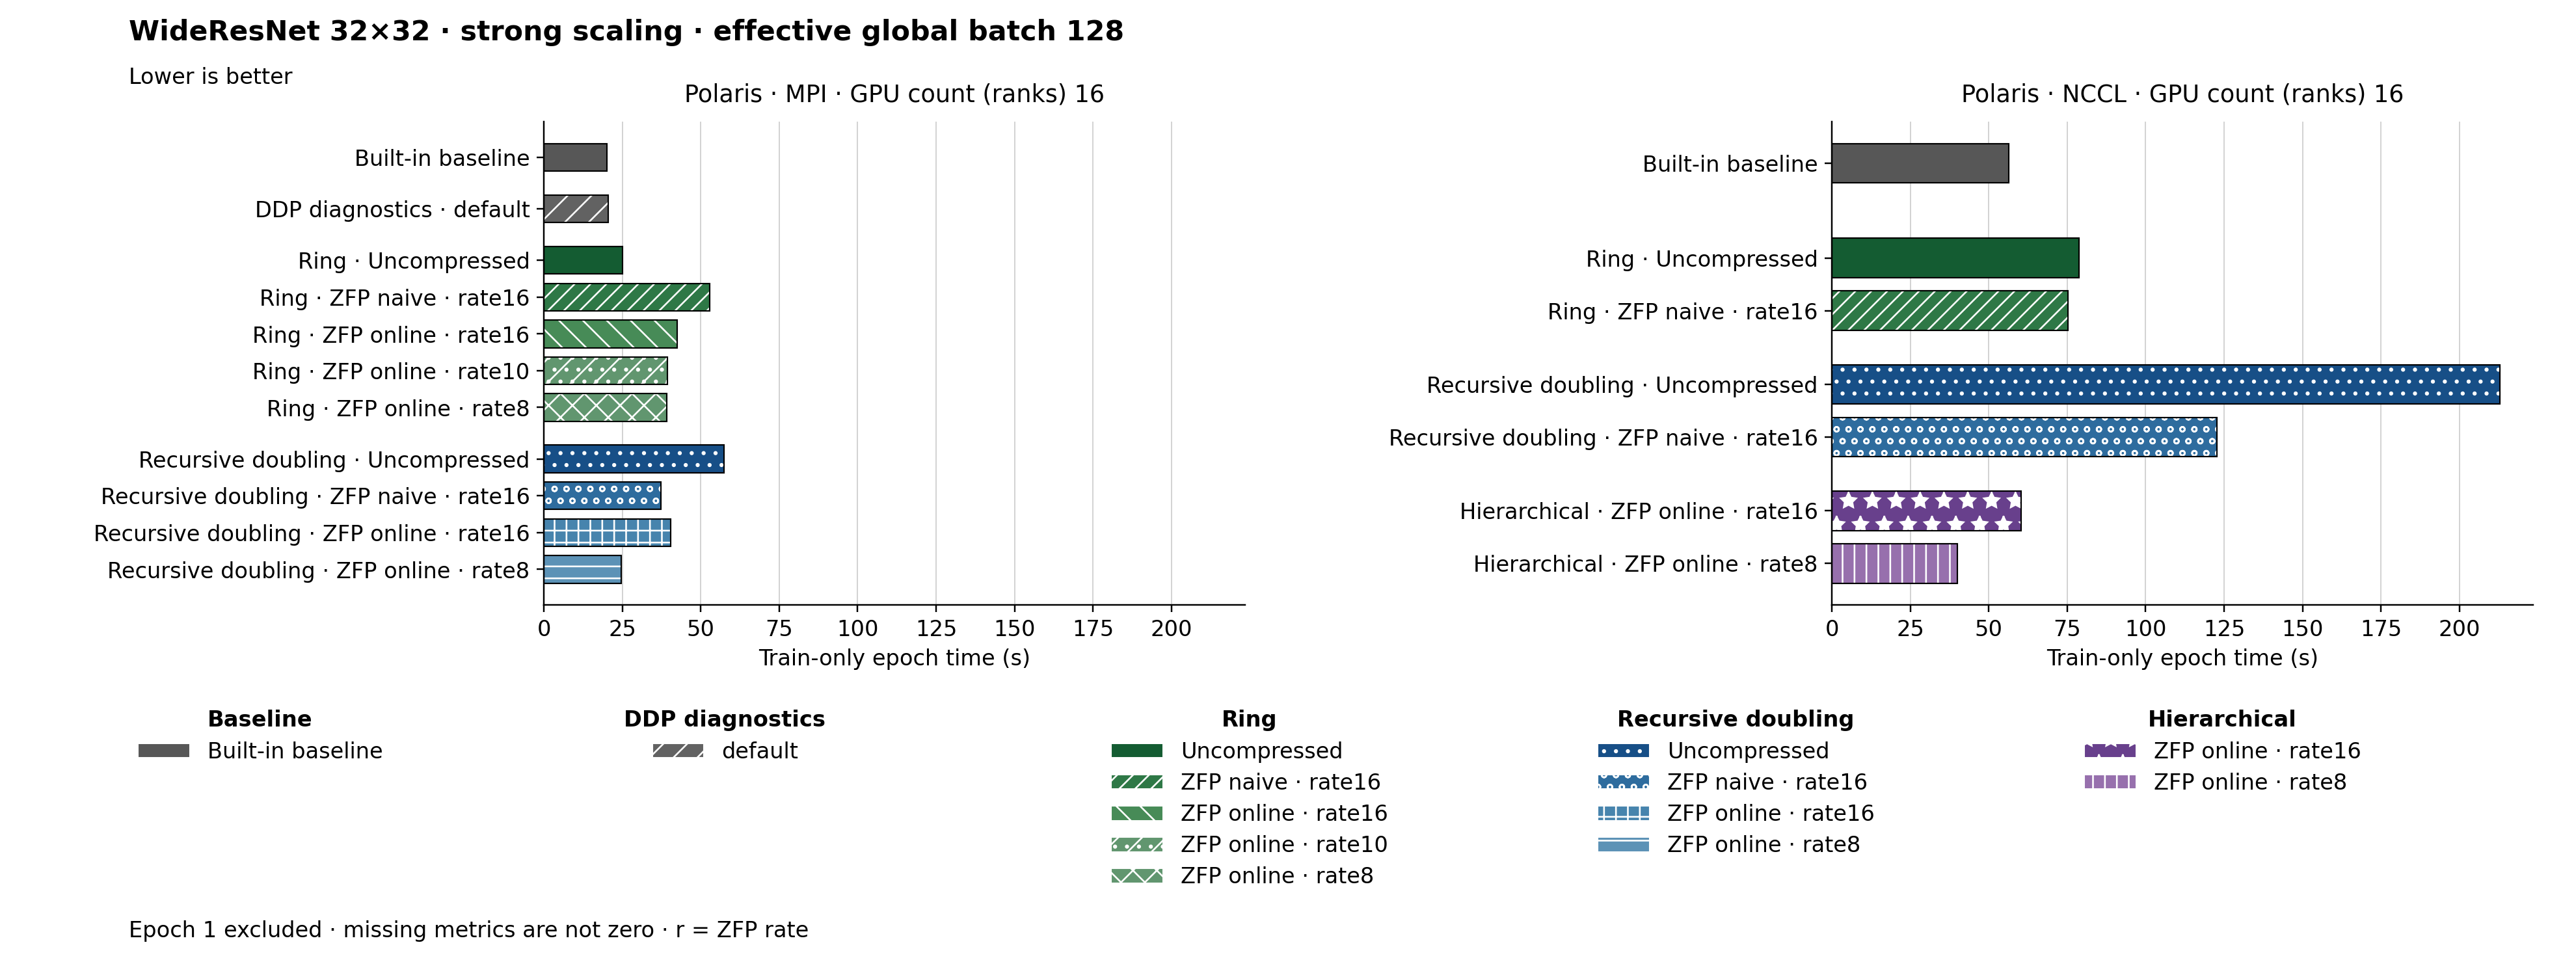 WideResNet 32×32 · strong scaling · effective global batch 128
Lower is better
Polaris · MPI · GPU count (ranks) 16
Built-in baseline
DDP diagnostics · default
Ring · Uncompressed
Ring · ZFP naive · rate16
Ring · ZFP online · rate16
Ring · ZFP online · rate10
Ring · ZFP online · rate8
Recursive doubling · Uncompressed
Recursive doubling · ZFP naive · rate16
Recursive doubling · ZFP online · rate16
Recursive doubling · ZFP online · rate8
0 25 50 75 100 125 150 175 200
Train-only epoch time (s)
Polaris · NCCL · GPU count (ranks) 16
Built-in baseline
Ring · Uncompressed
Ring · ZFP naive · rate16
Recursive doubling · Uncompressed
Recursive doubling · ZFP naive · rate16
Hierarchical · ZFP online · rate16
Hierarchical · ZFP online · rate8
0 25 50 75 100 125 150 175 200
Train-only epoch time (s)
Baseline
Built-in baseline
DDP diagnostics
default
Ring
Uncompressed
ZFP naive · rate16
ZFP online · rate16
ZFP online · rate10
ZFP online · rate8
Recursive doubling
Uncompressed
ZFP naive · rate16
ZFP online · rate16
ZFP online · rate8
Hierarchical
ZFP online · rate16
ZFP online · rate8
Epoch 1 excluded · missing metrics are not zero · r = ZFP rate